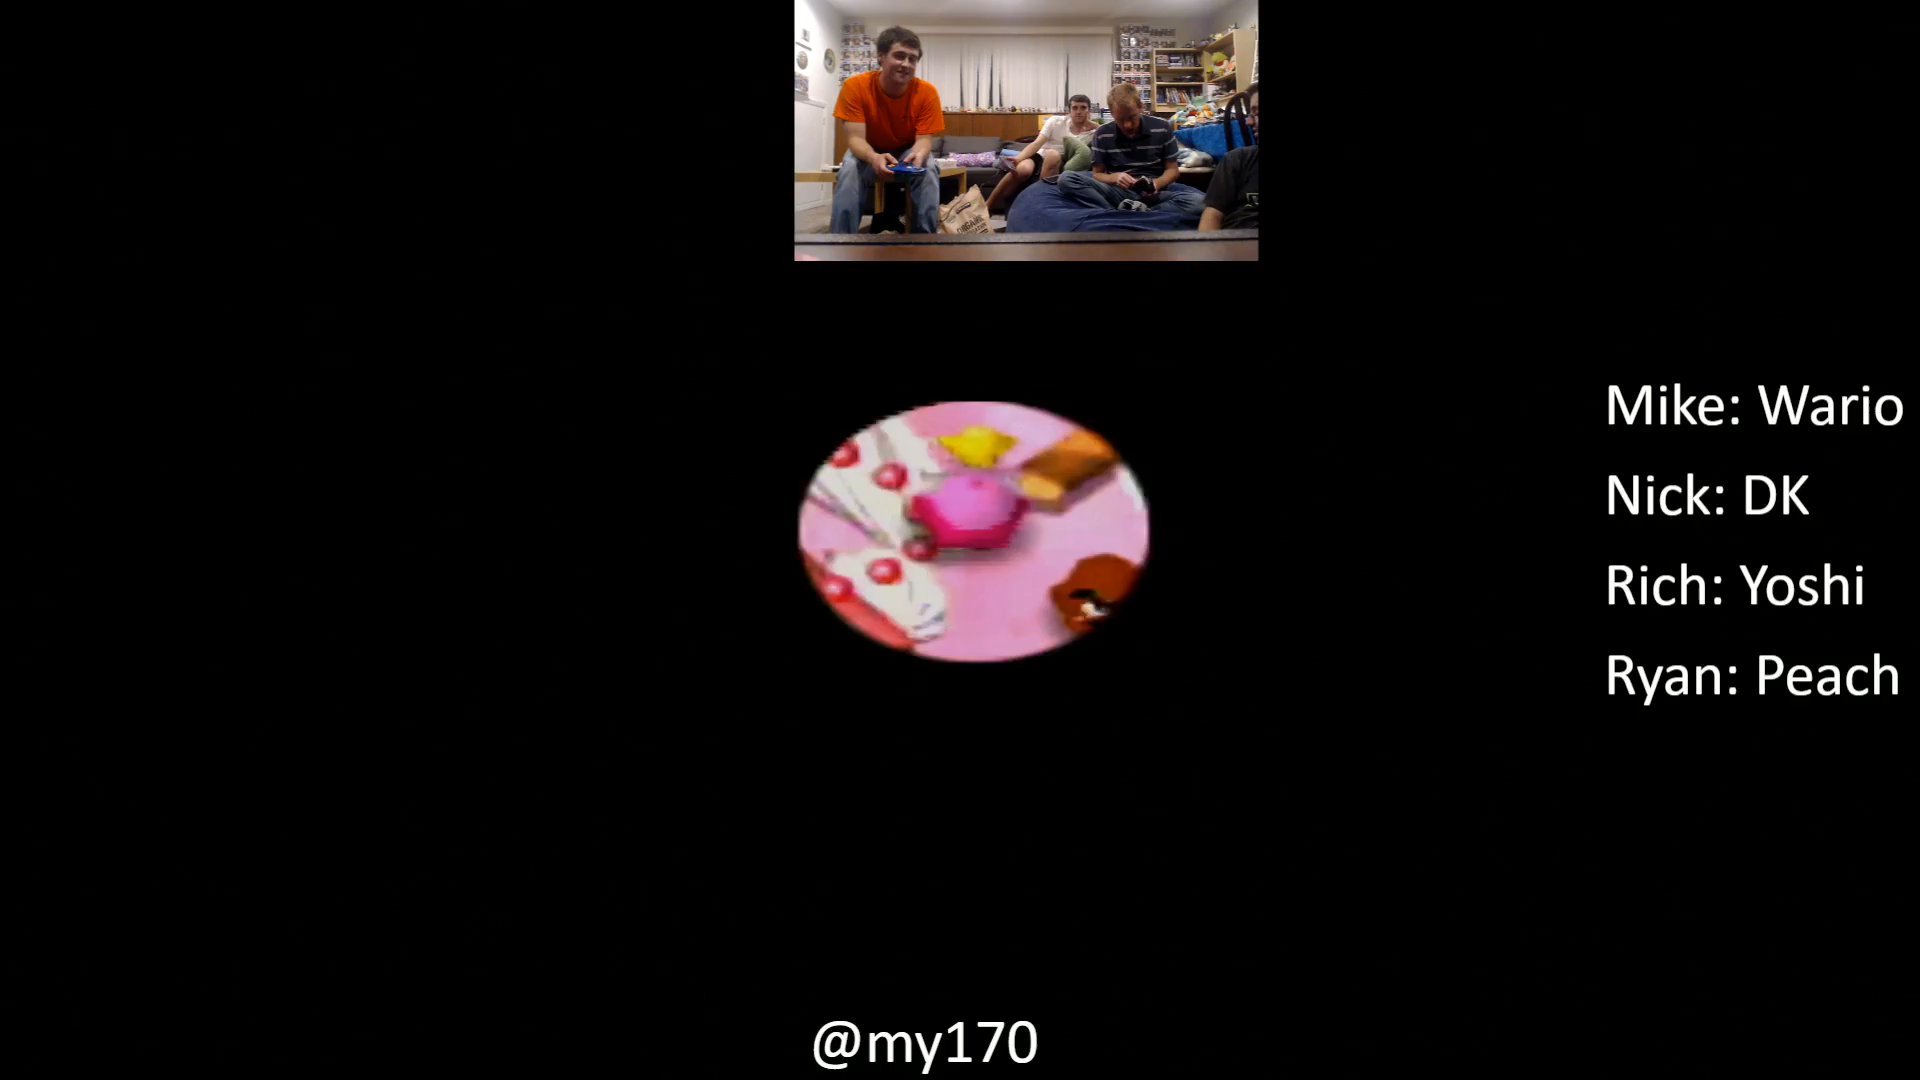 Mike: Wario
Nick: DK
Rich: Yoshi
Ryan: Peach
@my170